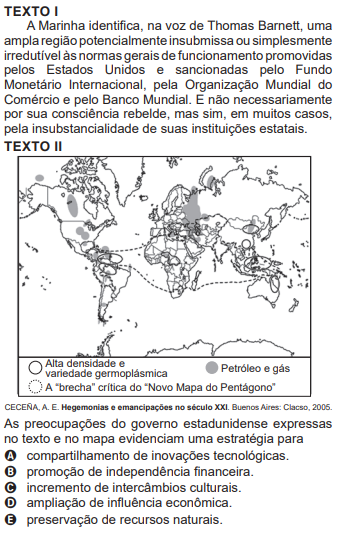 TEXTO I
A Marinha identifica, na voz de Thomas Barnett, uma
ampla região potencialmente insubmissa ou simplesmente
irredutível às normas gerais de funcionamento promovidas
pelos Estados Unidos e sancionadas pelo Fundo
Monetário Internacional, pela Organização Mundial do
Comércio e pelo Banco Mundial. E não necessariamente
por sua consciência rebelde, mas sim, em muitos casos,
pela insubstancialidade de suas instituições estatais.
TEXTO II
Alta densidade e
variedade germoplásmica
Petróleo e gás
A “brecha” crítica do “Novo Mapa do Pentágono”
CECEÑA, A. E. Hegemonias e emancipações no século XXI. Buenos Aires: Clacso, 2005.
As preocupações do governo estadunidense expressas
no texto e no mapa evidenciam uma estratégia para
A compartilhamento de inovações tecnológicas.
B promoção de independência financeira.
C incremento de intercâmbios culturais.
D ampliação de influência econômica.
E preservação de recursos naturais.